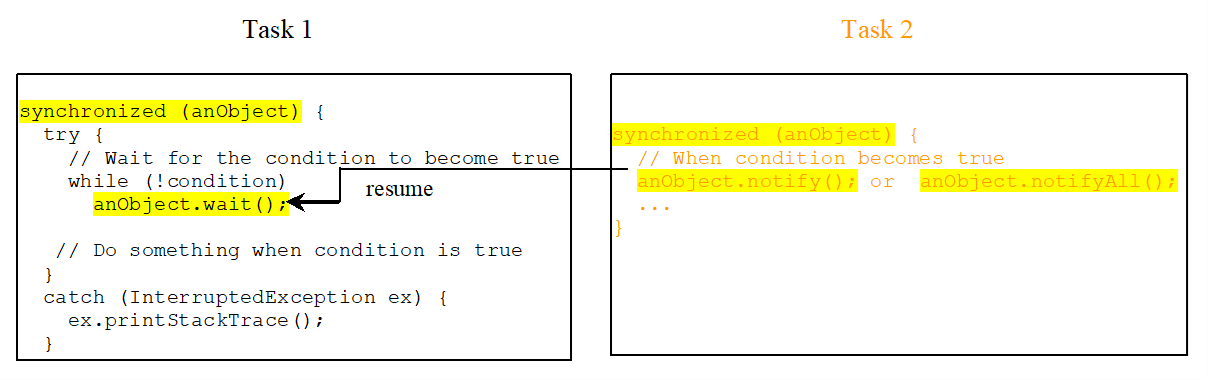 Task 1
synchronized (anObject) {
try {
// Wait for the condition to become true
while (!condition)
anObject.wait();
// Do something when condition is true
}
catch (InterruptedException ex) {
ex.printStackTrace();
}
resume
Task 2
synchronized (anObject) {
// When condition becomes true
anObject.notify(); or anObject.notifyAll();
...
}